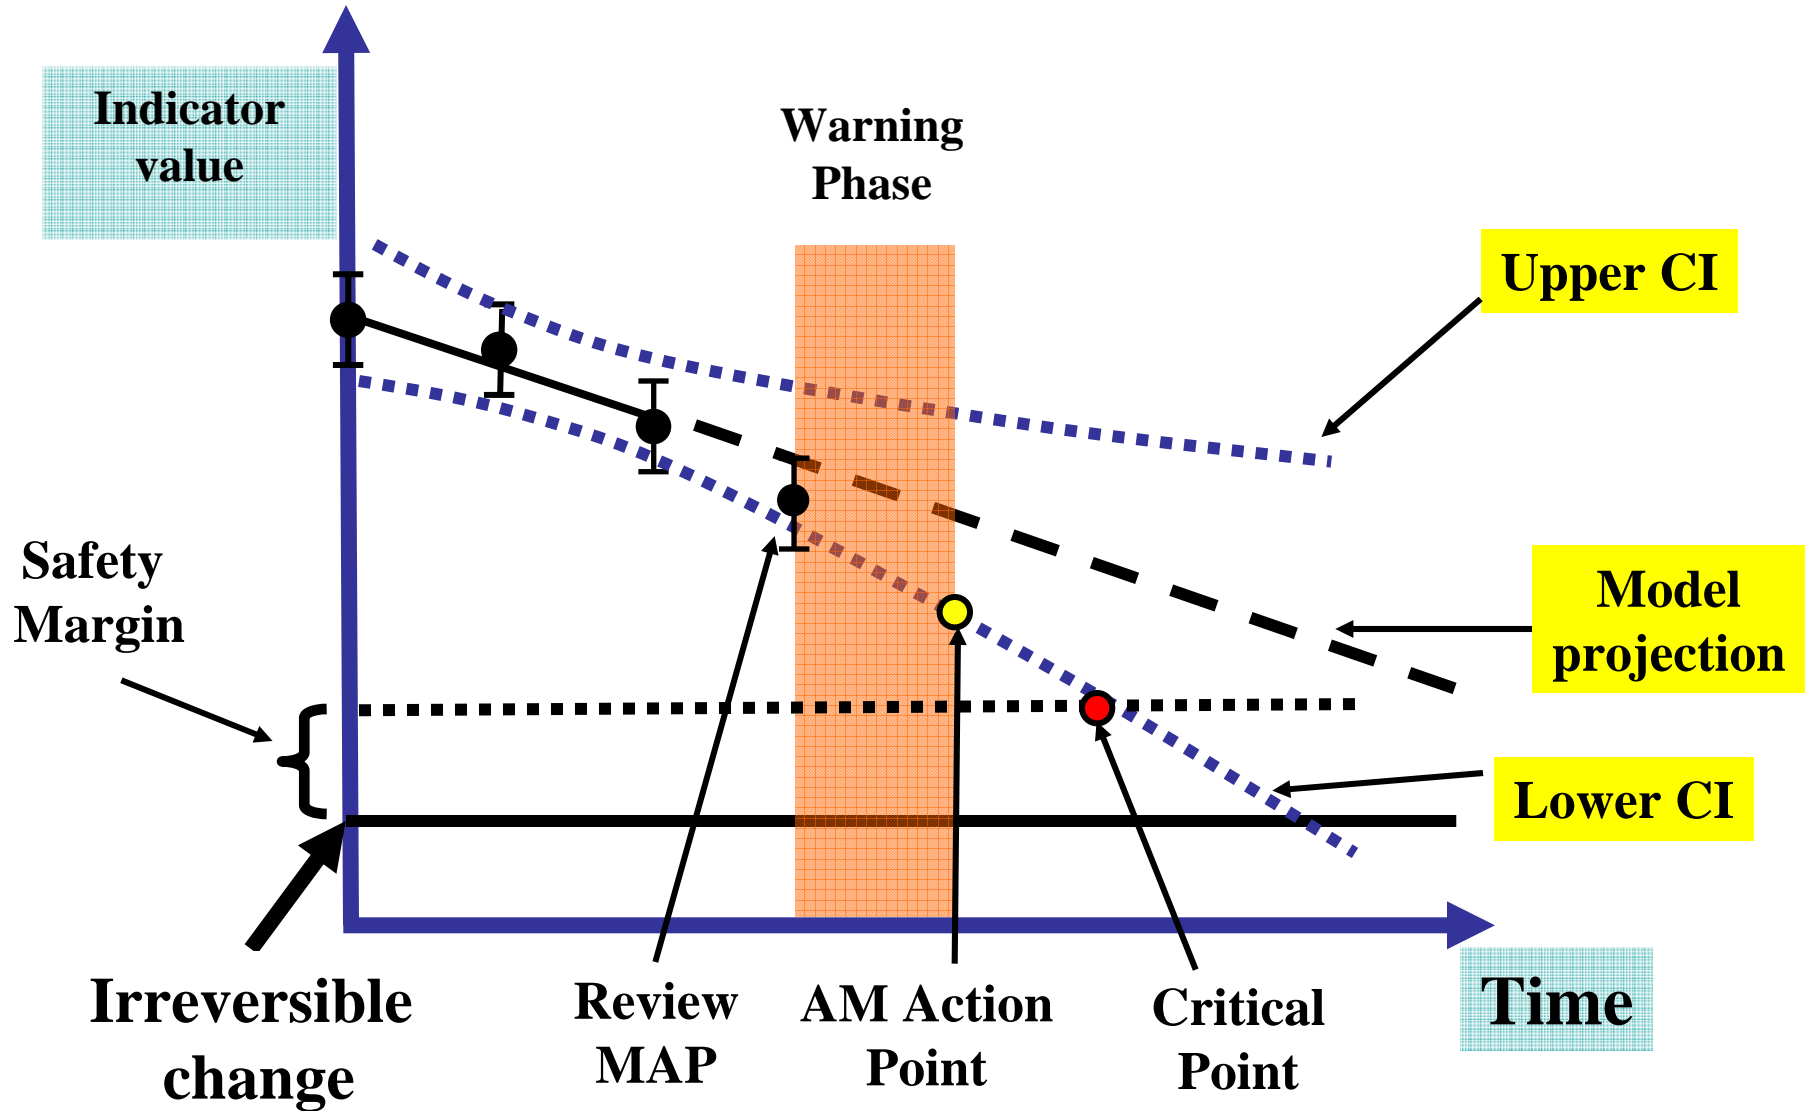 Indicator
value
Warning
Phase
Upper CI
Safety
Margin
Model
projection
Lower CI
Irreversible
change
Review
MAP
AM Action
Point
Critical
Point
Time